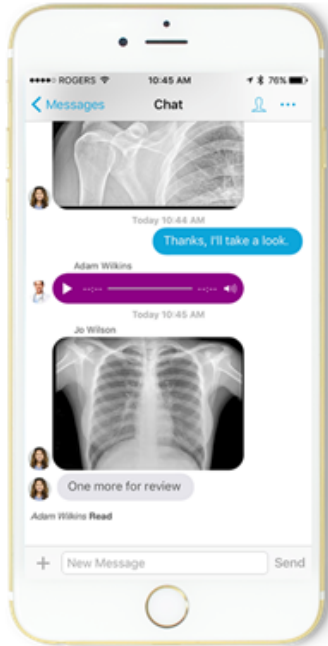 ROGERS 10:45 AM 76%
Messages Chat
Today 10:44 AM
Thanks, I'll take a look.
Adam Wilkins
--:-- --:--
Today 10:45 AM
Jo Wilson
One more for review
Adam Wilkins Read
New Message Send